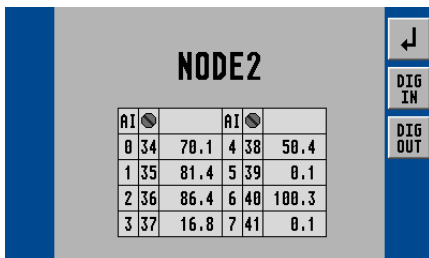 NODE2
DIG
IN
DIG
OUT
AI AI
0 34 70.1 4 38 50.4
1 35 81.4 5 39 0.1
2 36 86.4 6 40 100.3
3 37 16.8 7 41 0.1